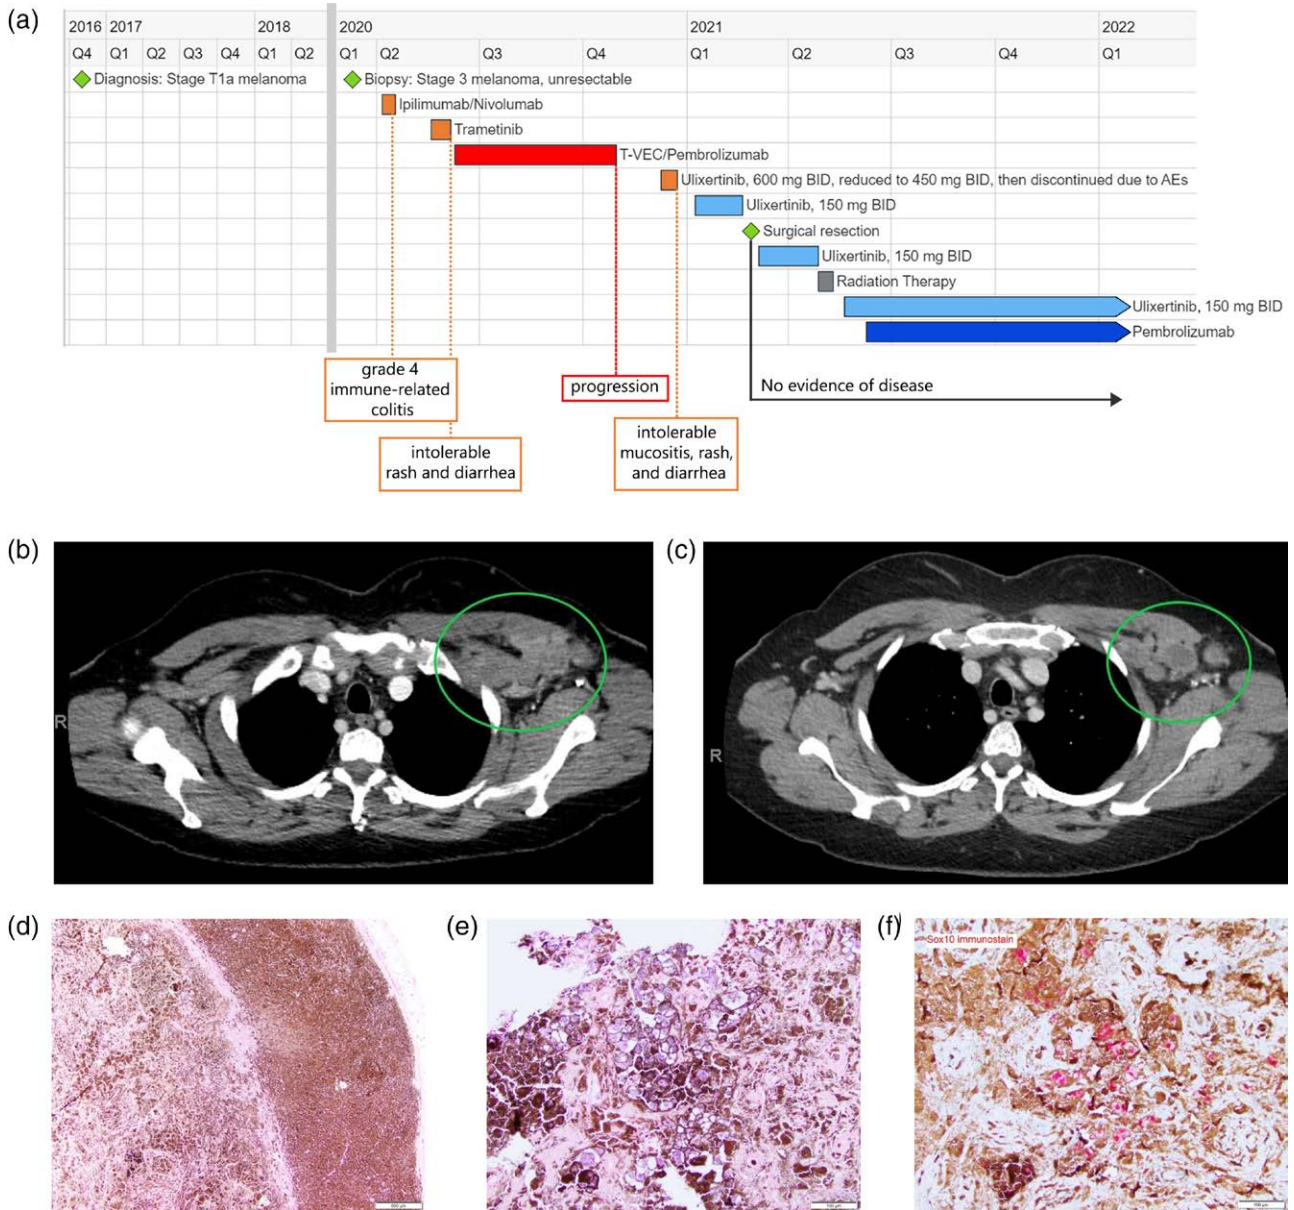 (a)
2016 2017 2018 2020 2021 2022
Q4 Q1 Q2 Q3 Q4 Q1 Q2 Q1 Q2 Q3 Q4 Q1 Q2 Q3 Q4 Q1
Diagnosis: Stage T1a melanoma Biopsy: Stage 3 melanoma, unresectable
Ipilimumab/Nivolumab
Trametinib
T-VEC/Pembrolizumab
Ulixertinib, 600 mg BID, reduced to 450 mg BID, then discontinued due to AEs
Ulixertinib, 150 mg BID
Surgical resection
Ulixertinib, 150 mg BID
Radiation Therapy
Ulixertinib, 150 mg BID
Pembrolizumab
grade 4
immune-related
colitis
progression
No evidence of disease
intolerable
rash and diarrhea
intolerable
mucositis, rash,
and diarrhea
(b)
R
(c)
R
(d)
(e)
(f)
Sox10 immunostain